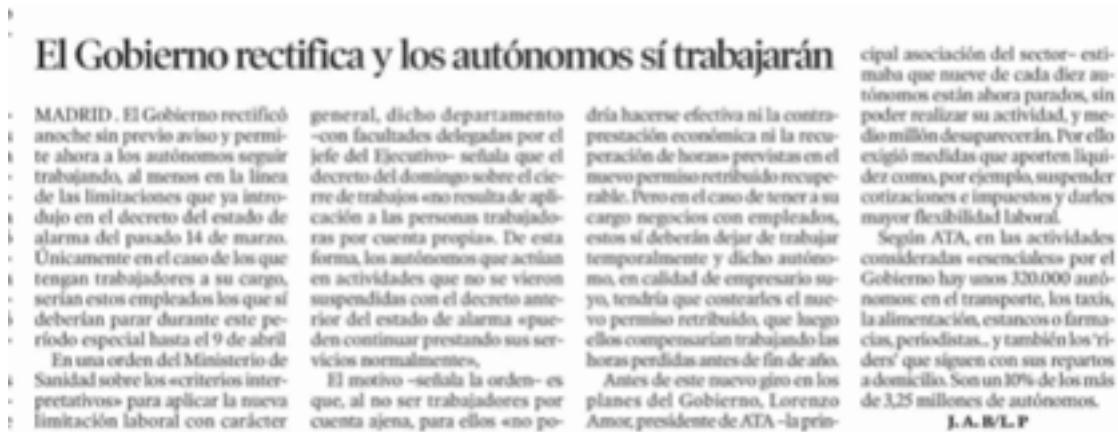 El Gobierno rectifica y los autónomos sí trabajarán
MADRID. El Gobierno rectificó
anoche sin previo aviso y permi-
te ahora a los autónomos seguir
trabajando, al menos en la línea
de las limitaciones que ya intro-
dujo en el decreto del estado de
alarma del pasado 14 de marzo.
Únicamente en el caso de los que
tengan trabajadores a su cargo,
serían estos empleados los que sí
deberían parar durante este pe-
ríodo especial hasta el 9 de abril
En una orden del Ministerio de
Sanidad sobre los «criterios inter-
pretativos» para aplicar la nueva
limitación laboral con carácter
general, dicho departamento
–con facultades delegadas por el
jefe del Ejecutivo– señala que el
decreto del domingo sobre el cie-
rre de trabajos «no resulta de apli-
cación a las personas trabajado-
ras por cuenta propia». De esta
forma, los autónomos que actúan
en actividades que no se vieron
suspendidas con el decreto ante-
rior del estado de alarma «pue-
den continuar prestando sus ser-
vicios normalmente».
El motivo –señala la orden– es
que, al no ser trabajadores por
cuenta ajena, para ellos «no po-
dría hacerse efectiva ni la contra-
prestación económica ni la recu-
peración de horas» previstas en el
nuevo permiso retribuido recupe-
rable. Pero en el caso de tener a su
cargo negocios con empleados,
estos sí deberán dejar de trabajar
temporalmente y dicho autóno-
mo, en calidad de empresario su-
yo, tendría que costearles el nue-
vo permiso retribuido, que luego
ellos compensarían trabajando las
horas perdidas antes de fin de año.
Antes de este nuevo giro en los
planes del Gobierno, Lorenzo
Amor, presidente de ATA –la prin-
cipal asociación del sector– esti-
maba que nueve de cada diez au-
tónomos están ahora parados, sin
poder realizar su actividad, y me-
dio millón desaparecerán. Por ello
exigió medidas que aporten liqui-
dez como, por ejemplo, suspender
cotizaciones e impuestos y darles
mayor flexibilidad laboral.
Según ATA, en las actividades
consideradas «esenciales» por el
Gobierno hay unos 320.000 autó-
nomos: en el transporte, los taxis,
la alimentación, estancos o farma-
cias, periodistas... y también los 'ri-
ders' que siguen con sus repartos
a domicilio. Son un 10% de los más
de 3,25 millones de autónomos.
J. A. B/L. P